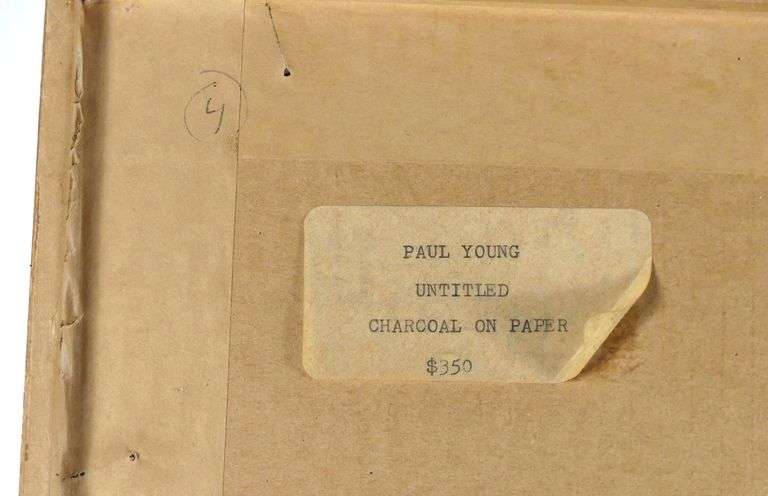 4
PAUL YOUNG
UNTITLED
CHARCOAL ON PAPER
$350